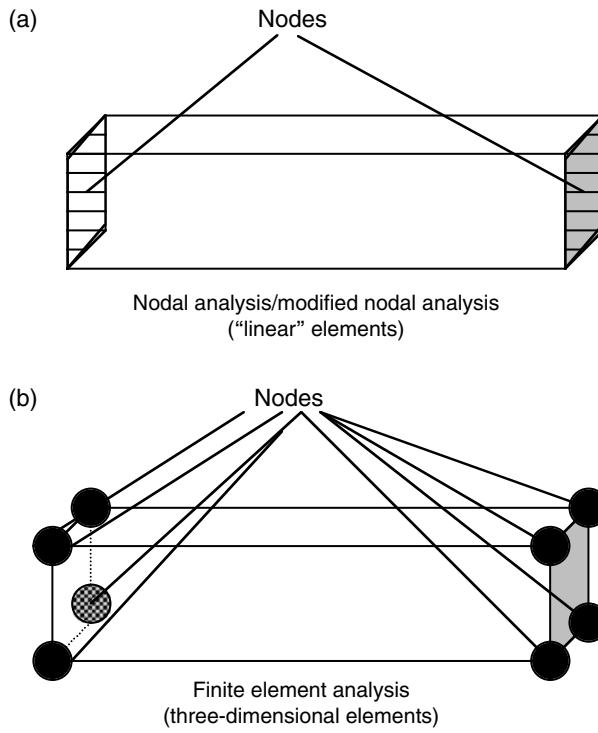 (a)
Nodes
Nodal analysis/modified nodal analysis
(“linear” elements)
(b)
Nodes
Finite element analysis
(three-dimensional elements)